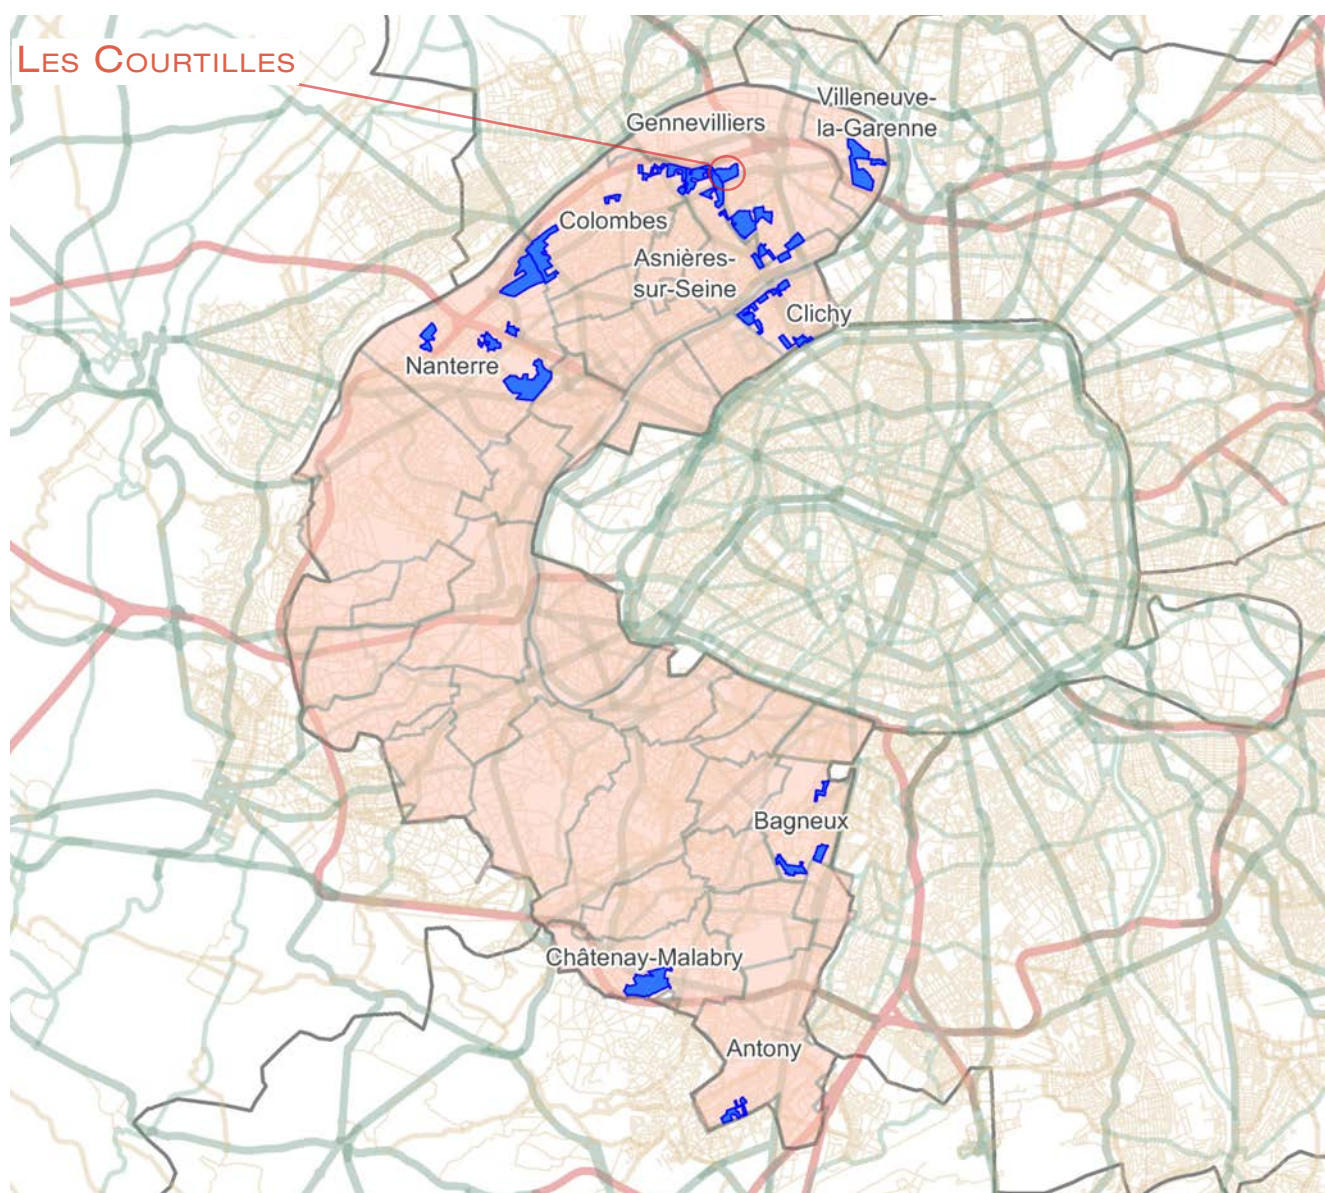 LES COURTILLES
Villeneuve-
la-Garenne
Gennevilliers
Colombes
Asnières-
sur-Seine
Clichy
Nanterre
Bagneux
Châtenay-Malabry
Antony